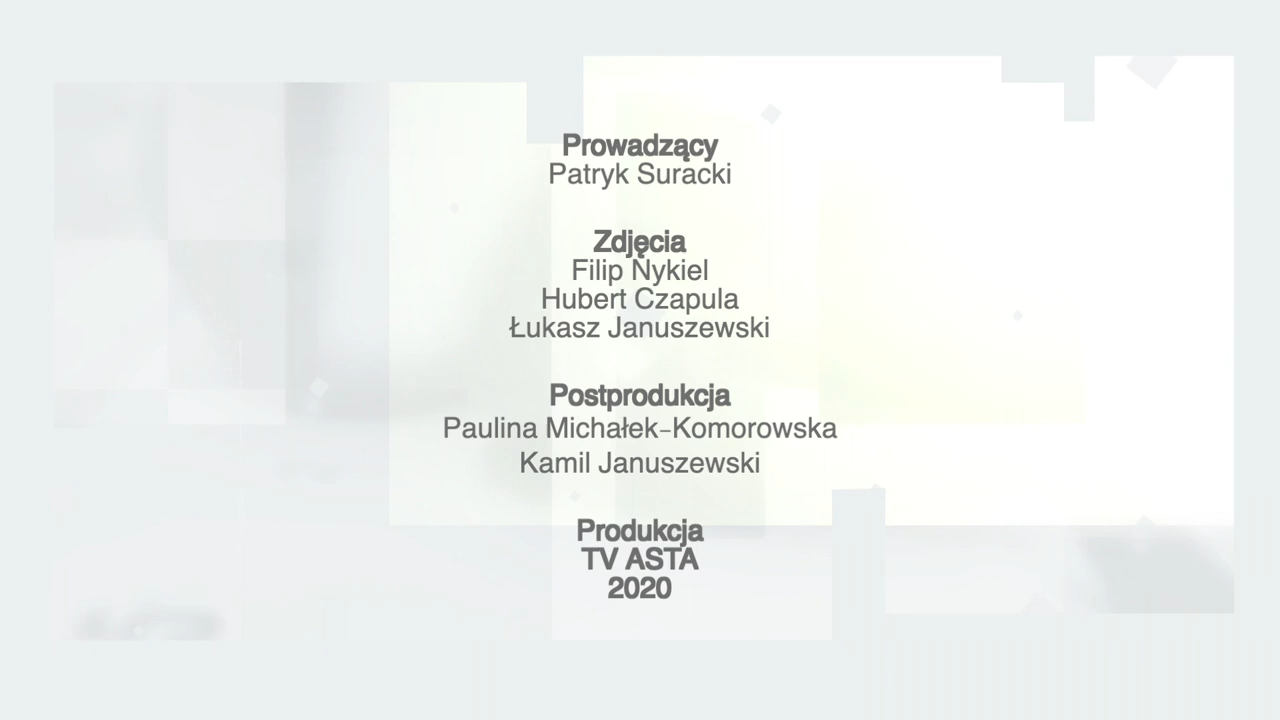 Prowadzący
Patryk Suracki
Zdjęcia
Filip Nykiel
Hubert Czapula
Łukasz Januszewski
Postprodukcja
Paulina Michałek-Komorowska
Kamil Januszewski
Produkcja
TV ASTA
2020